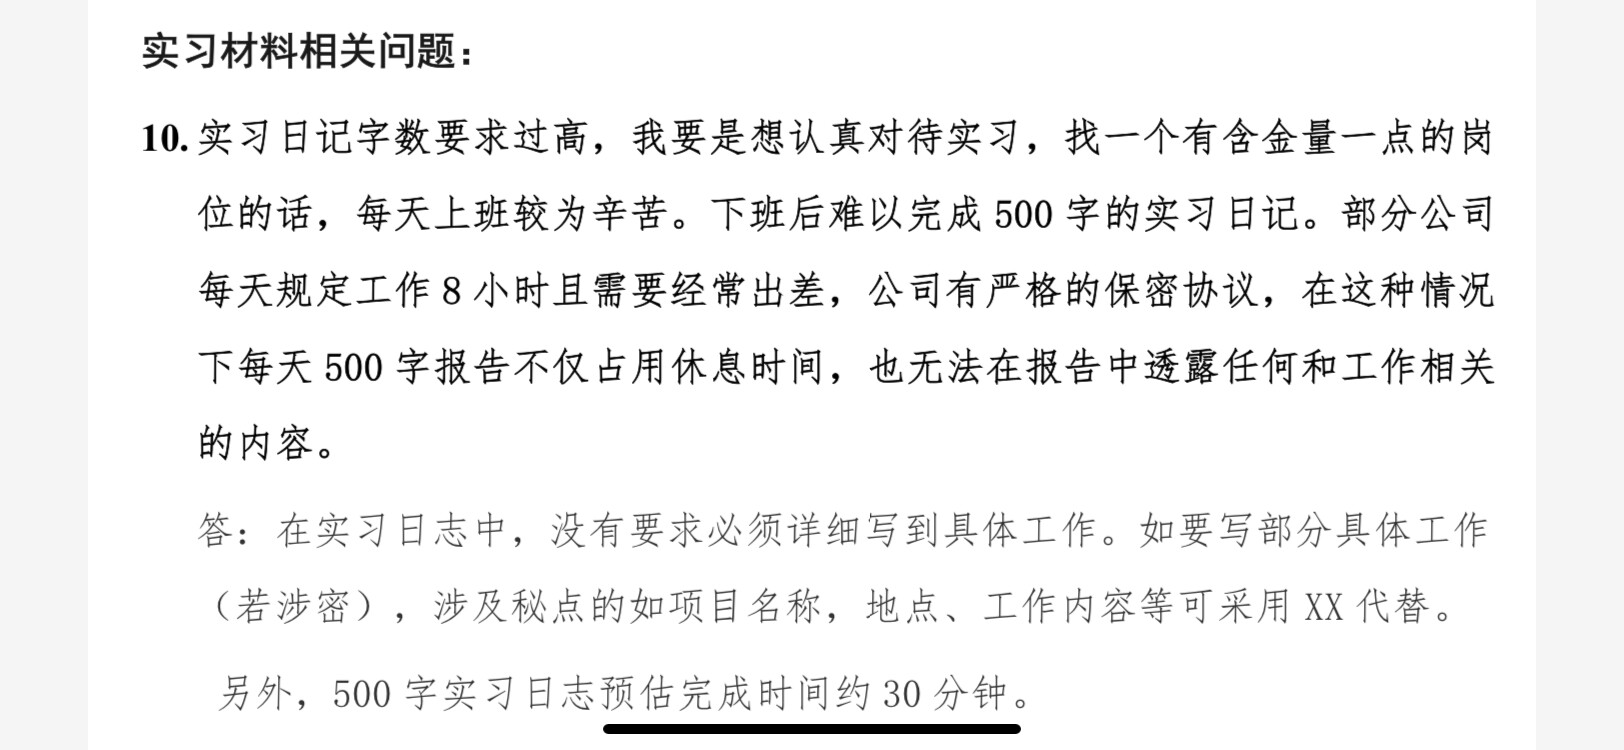 实习材料相关问题：
10. 实习日记字数要求过高，我要是想认真对待实习，找一个有含金量一点的岗
位的话，每天上班较为辛苦。下班后难以完成 500 字的实习日记。部分公司
每天规定工作 8 小时且需要经常出差，公司有严格的保密协议，在这种情况
下每天 500 字报告不仅占用休息时间，也无法在报告中透露任何和工作相关
的内容。
答：在实习日志中，没有要求必须详细写到具体工作。如要写部分具体工作
（若涉密），涉及秘点的如项目名称，地点、工作内容等可采用 XX 代替。
另外，500 字实习日志预估完成时间约 30 分钟。